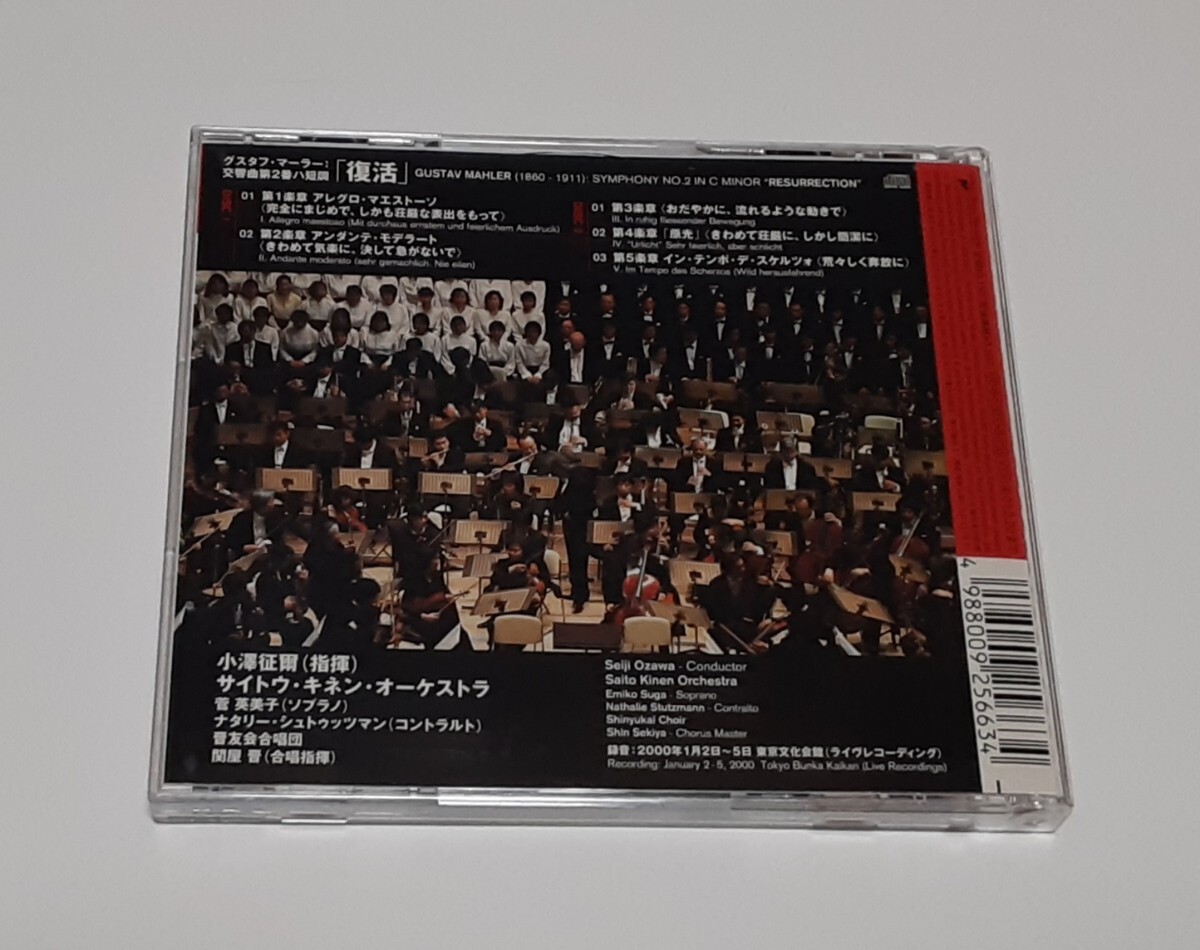 グスタフ・マーラー:
交響曲第2番ハ短調「復活」 GUSTAV MAHLER (1860 - 1911): SYMPHONY NO.2 IN C MINOR "RESURRECTION"
DISC 1
01 第1楽章 アレグロ・マエストーソ
〈完全にまじめで、しかも荘厳な表出をもって〉
I. Allegro maestoso (Mit durchaus ernstem und feierlichem Ausdruck)
02 第2楽章 アンダンテ・モデラート
〈きわめて気楽に、決して急がないで〉
II. Andante moderato (sehr gemächlich. Nie eilen)
DISC 2
01 第3楽章〈おだやかに、流れるような動きで〉
III. In ruhig fliessender Bewegung
02 第4楽章「原光」〈きわめて荘厳に、しかし簡潔に〉
IV. "Urlicht" Sehr feierlich, aber schlicht
03 第5楽章 イン・テンポ・デ・スケルツォ〈荒々しく奔放に〉
V. Im Tempo des Scherzos (Wild herausfahrend)
小澤征爾(指揮)
サイトウ・キネン・オーケストラ
菅 英美子(ソプラノ)
ナタリー・シュトゥッツマン(コントラルト)
晋友会合唱団
関屋 晋(合唱指揮)
Seiji Ozawa - Conductor
Saito Kinen Orchestra
Emiko Suga - Soprano
Nathalie Stutzmann - Contralto
Shinyukai Choir
Shin Sekiya - Chorus Master
録音:2000年1月2日〜5日 東京文化会館(ライヴレコーディング)
Recording: January 2-5, 2000 Tokyo Bunka Kaikan (Live Recordings)
4 988009 256634